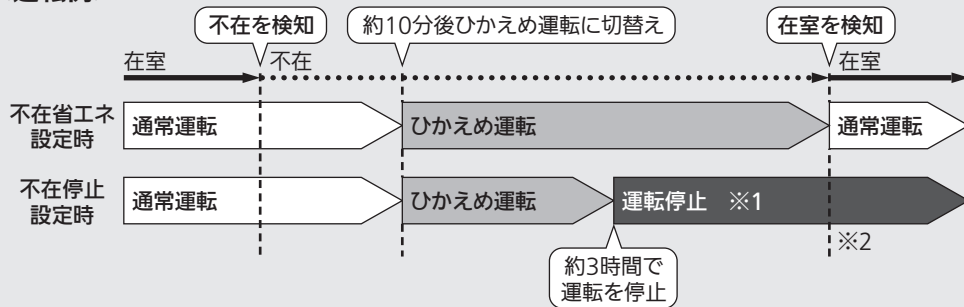 不在を検知
約10分後ひかえめ運転に切替え
在室を検知
在室
不在
在室
不在省エネ
設定時
通常運転
ひかえめ運転
通常運転
不在停止
設定時
通常運転
ひかえめ運転
運転停止 ※1
※2
約3時間で
運転を停止